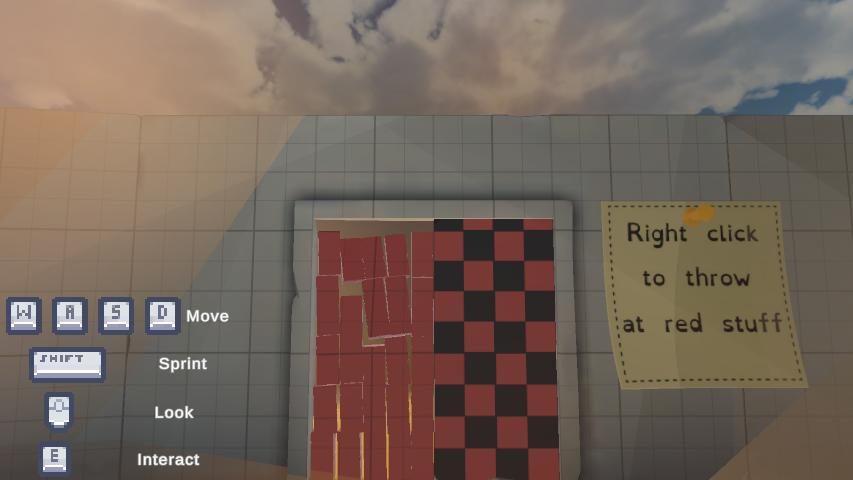 Right click
to throw
at red stuff
W A S D Move
SHIFT Sprint
Look
E Interact